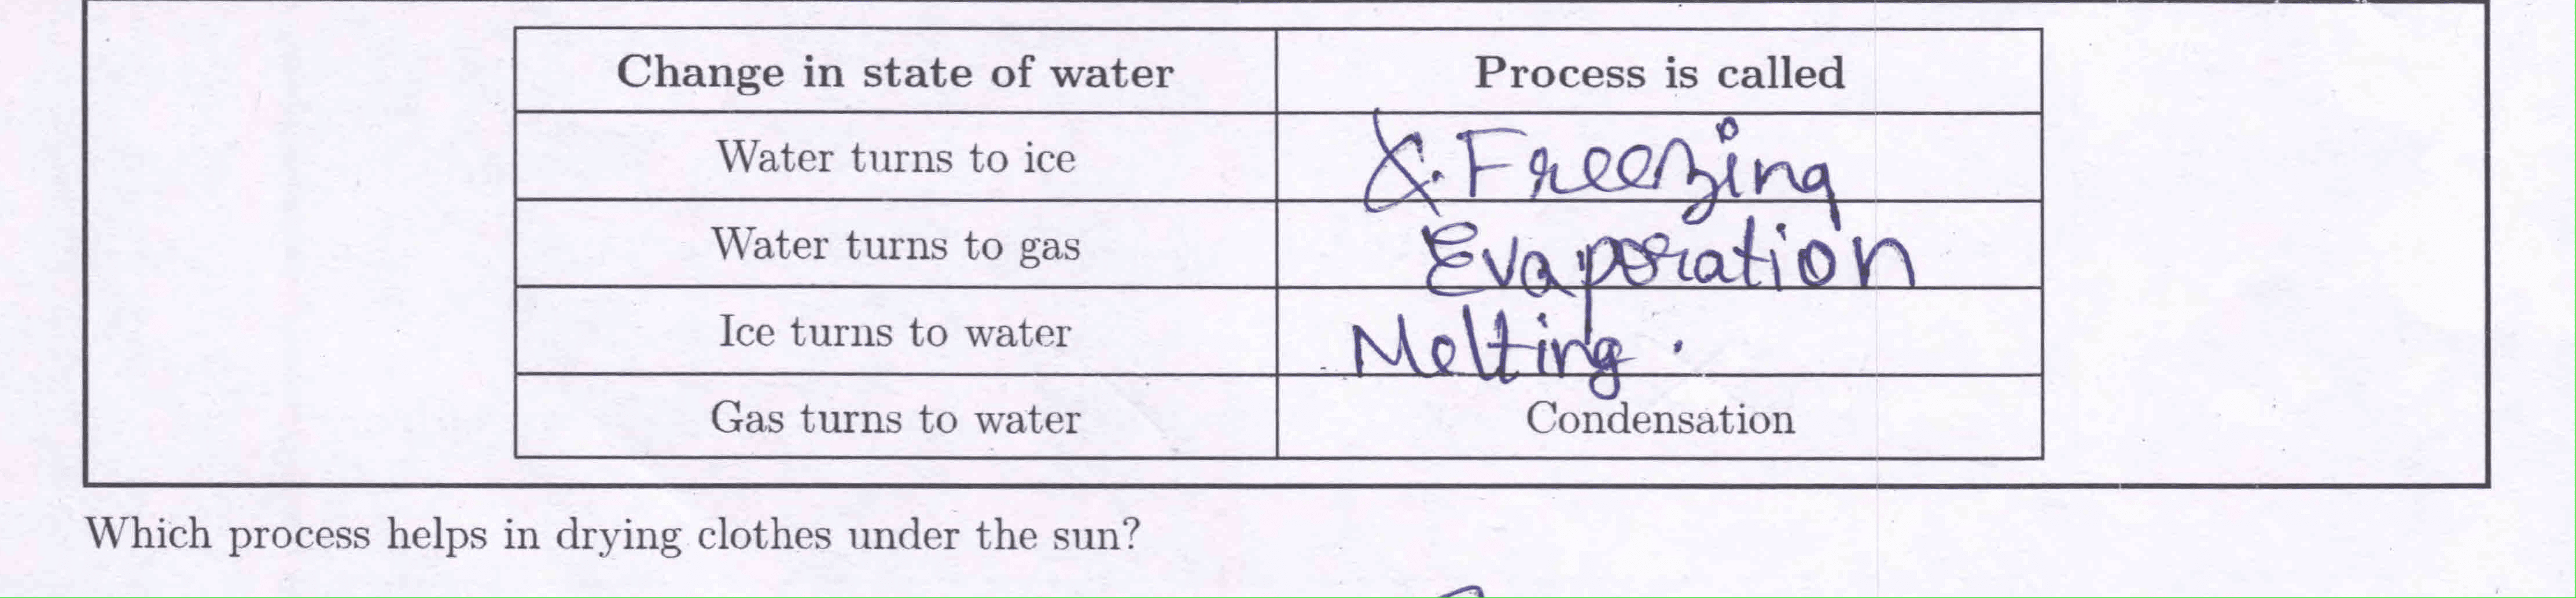 Change in state of water Process is called
Water turns to ice Freezing
Water turns to gas Evaporation
Ice turns to water Melting .
Gas turns to water Condensation
Which process helps in drying clothes under the sun?